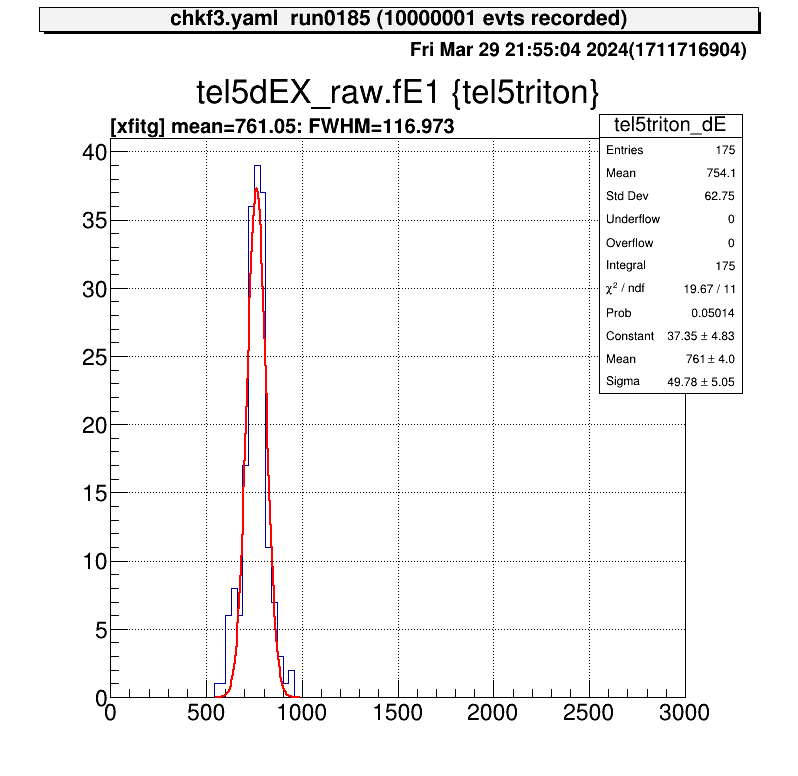 chkf3.yaml run0185 (10000001 evts recorded)
Fri Mar 29 21:55:04 2024(1711716904)
tel5dEX_raw.fE1 {tel5triton}
[xfitg] mean=761.05: FWHM=116.973
tel5triton_dE
Entries 175
Mean 754.1
Std Dev 62.75
Underflow 0
Overflow 0
Integral 175
χ² / ndf 19.67 / 11
Prob 0.05014
Constant 37.35 ± 4.83
Mean 761 ± 4.0
Sigma 49.78 ± 5.05
40
35
30
25
20
15
10
5
0
0 500 1000 1500 2000 2500 3000